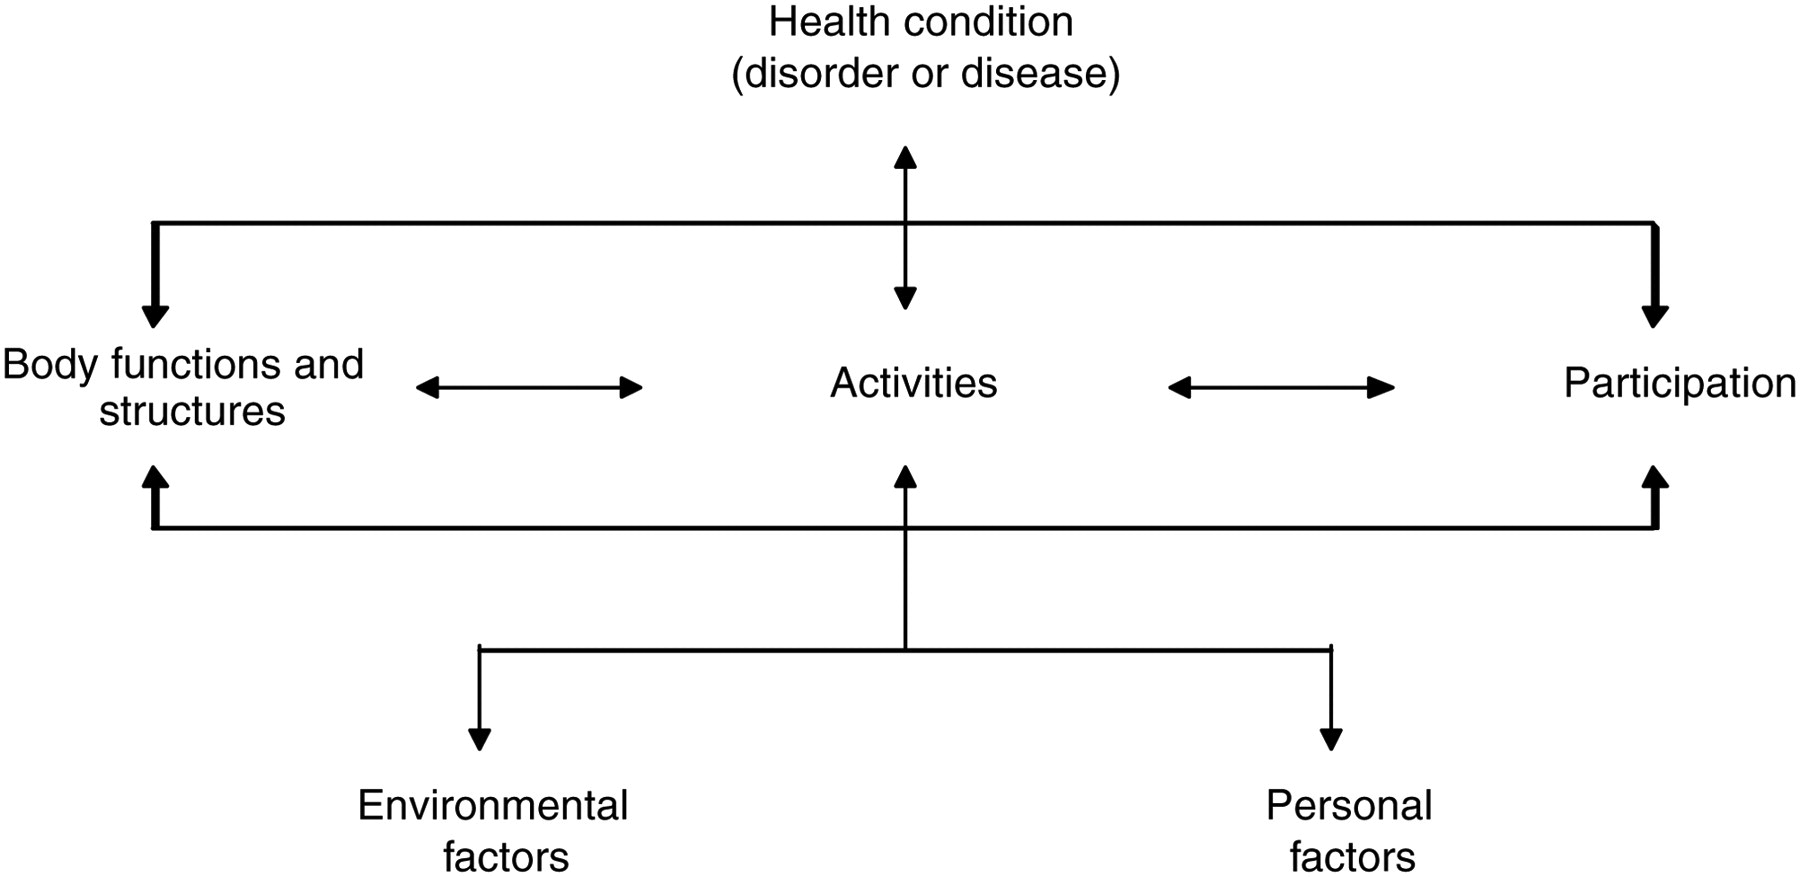 Health condition
(disorder or disease)
Body functions and
structures
Activities
Participation
Environmental
factors
Personal
factors